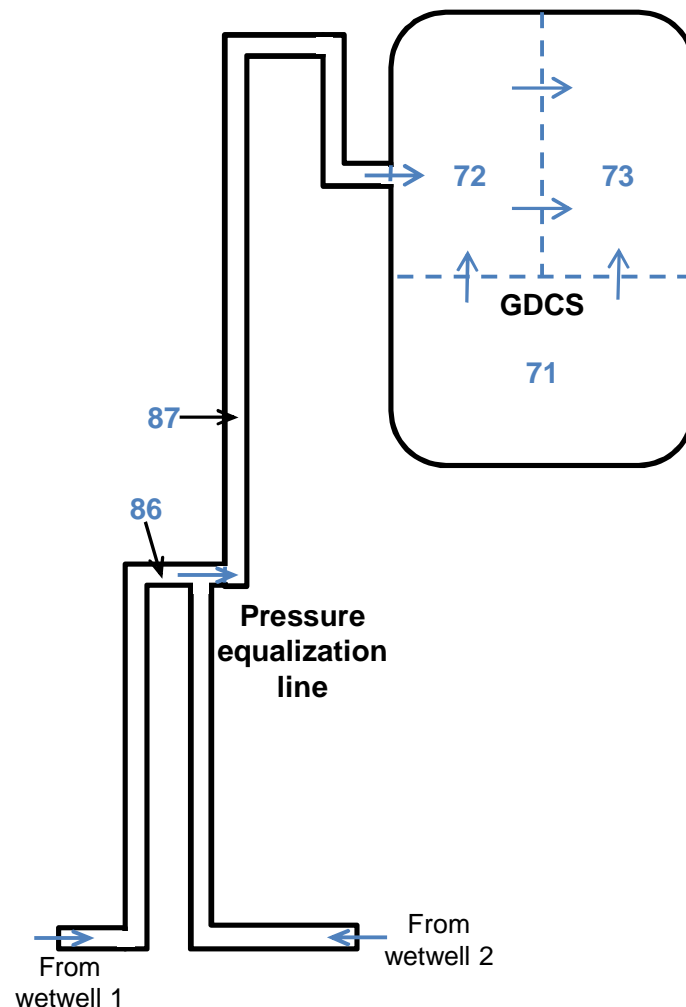 72
73
GDCS
71
87
86
Pressure
equalization
line
From
wetwell 2
From
wetwell 1